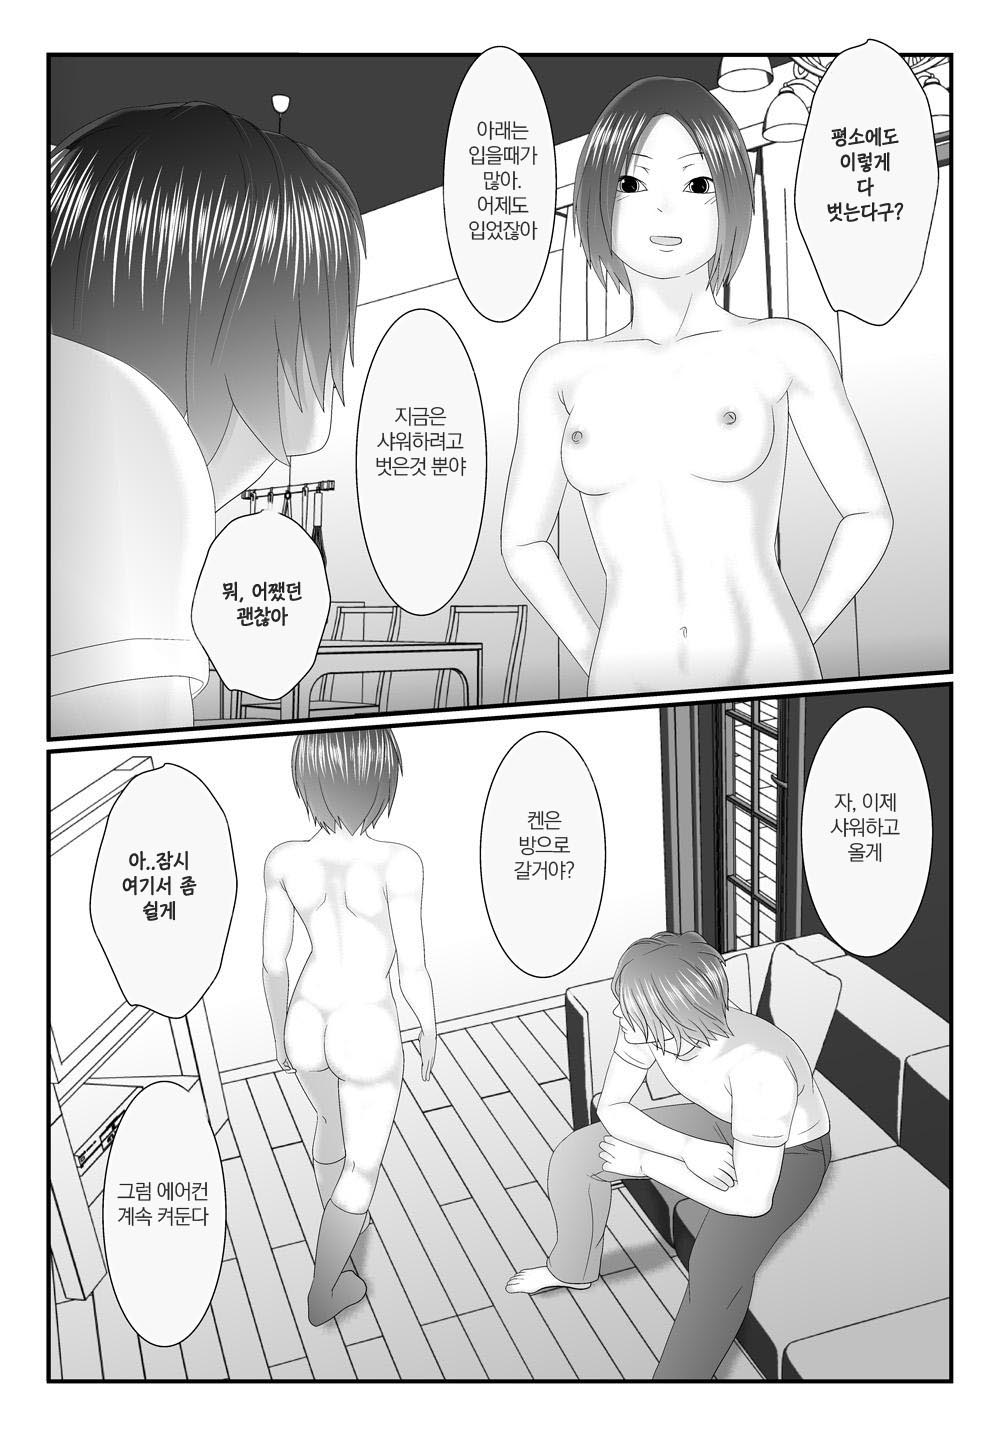 평소에도
이렇게
다
벗는다구?
아래는
입을때가
많아.
어제도
입었잖아
지금은
샤워하려고
벗은것 뿐야
뭐, 어쨌던
괜찮아
자, 이제
샤워하고
올게
켄은
방으로
갈거야?
아..잠시
여기서 좀
쉴게
그럼 에어컨
계속 켜둔다